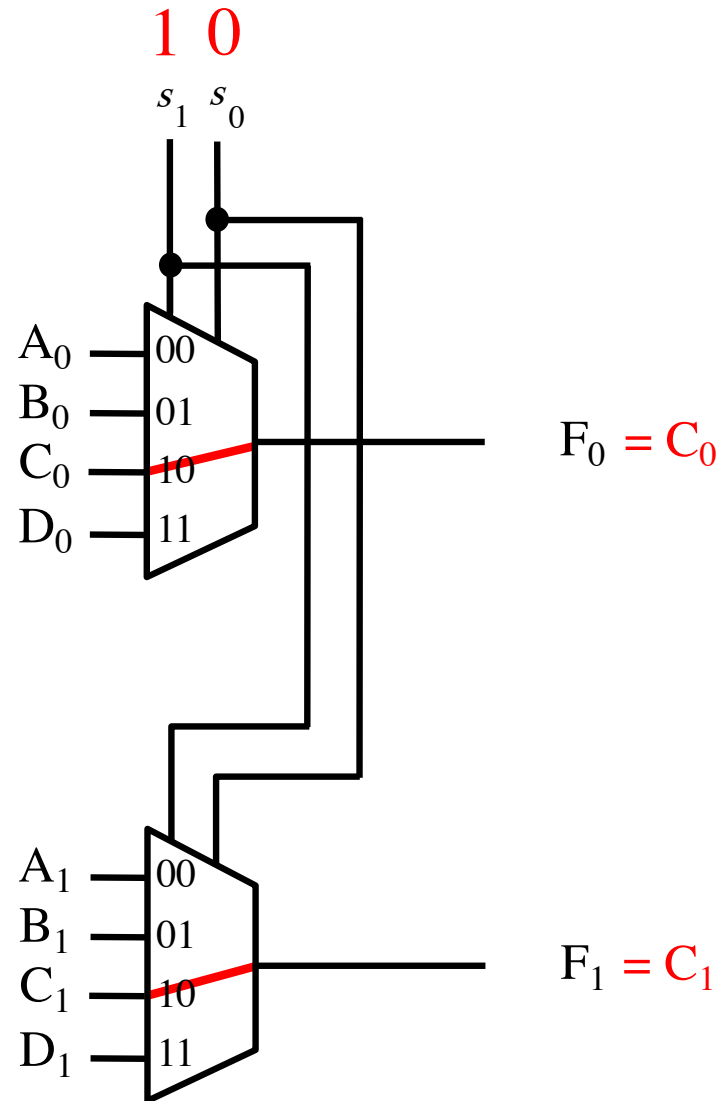 1 0
s₁ s₀
A₀ 00
B₀ 01
C₀ 10 F₀ = C₀
D₀ 11
A₁ 00
B₁ 01
C₁ 10 F₁ = C₁
D₁ 11